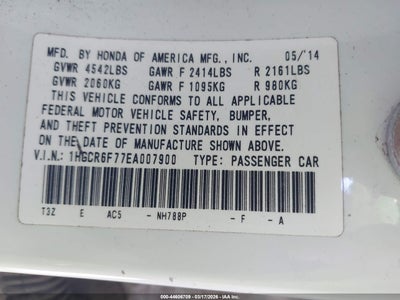 MFD. BY HONDA OF AMERICA MFG., INC. 05/'14
GVWR 4542LBS GAWR F 2414LBS R 2161LBS
GVWR 2060KG GAWR F 1095KG R 980KG
THIS VEHICLE CONFORMS TO ALL APPLICABLE
FEDERAL MOTOR VEHICLE SAFETY, BUMPER,
AND THEFT PREVENTION STANDARDS IN EFFECT
ON THE DATE OF MANUFACTURE SHOWN ABOVE.
V.I.N.: 1HGCR6F77EA007900 TYPE: PASSENGER CAR
T3Z E AC5 -NH788P -F -A
000-44606709 - 03/17/2026 - IAA Inc.